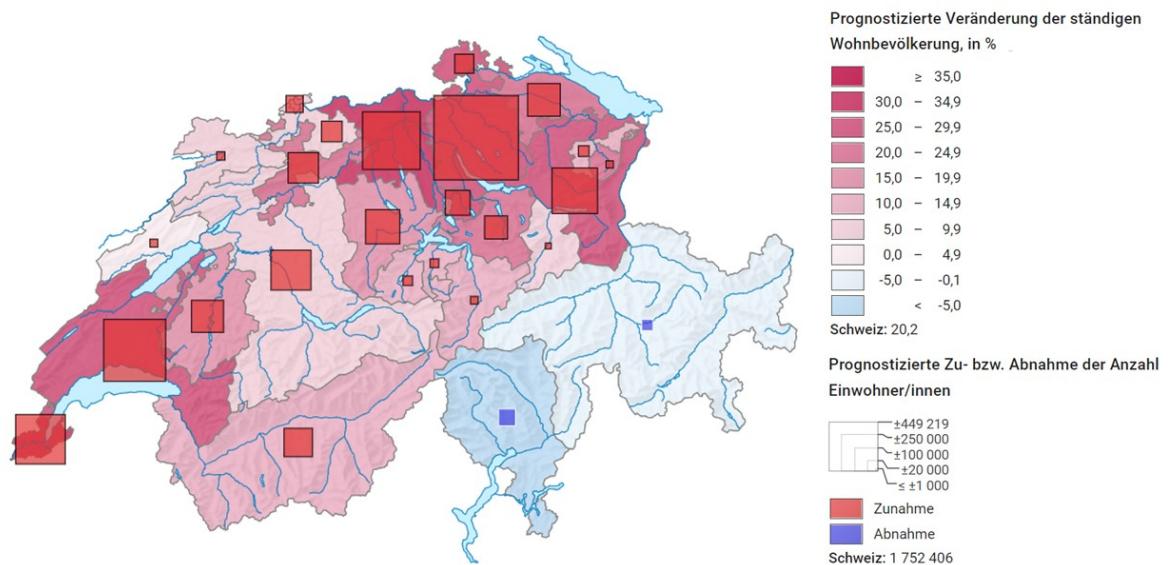 Prognostizierte Veränderung der ständigen
Wohnbevölkerung, in %
≥ 35,0
30,0 – 34,9
25,0 – 29,9
20,0 – 24,9
15,0 – 19,9
10,0 – 14,9
5,0 – 9,9
0,0 – 4,9
-5,0 – -0,1
< -5,0
Schweiz: 20,2
Prognostizierte Zu- bzw. Abnahme der Anzahl
Einwohner/innen
±449 219
±250 000
±100 000
±20 000
≤ ±1 000
Zunahme
Abnahme
Schweiz: 1 752 406